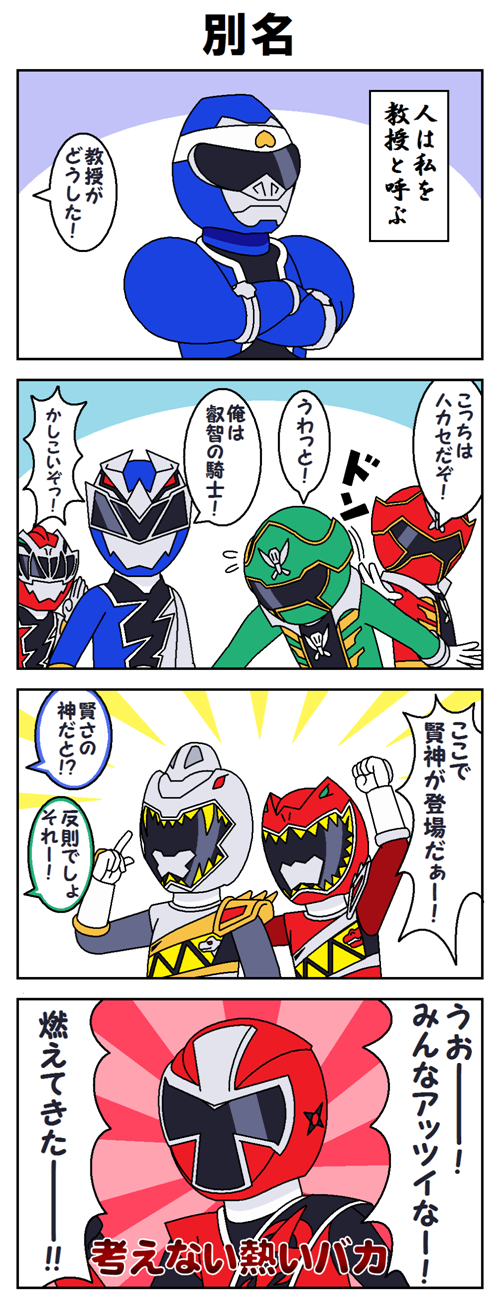 別名
人は私を
教授と呼ぶ
教授が
どうした!
こっちは
ハカセだぞ!
ドン
うわっと!
俺は
叡智の騎士!
かしこいぞっ!
ここで
賢神が登場だぁー!
賢さの
神だと!?
反則でしょ
それー!
うおーー!
みんなアッツイなー!
燃えてきたーー!!
考えない熱いバカ